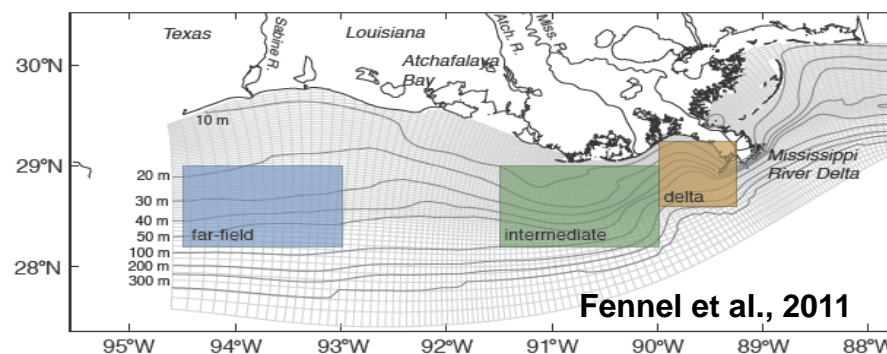 Texas
Louisiana
Sabine R.
Atch. R.
Miss. R.
Atchafalaya
Bay
30°N
10 m
29°N
Mississippi
River Delta
20 m
30 m
40 m
50 m
100 m
200 m
300 m
delta
far-field
intermediate
28°N
Fennel et al., 2011
95°W
94°W
93°W
92°W
91°W
90°W
89°W
88°W